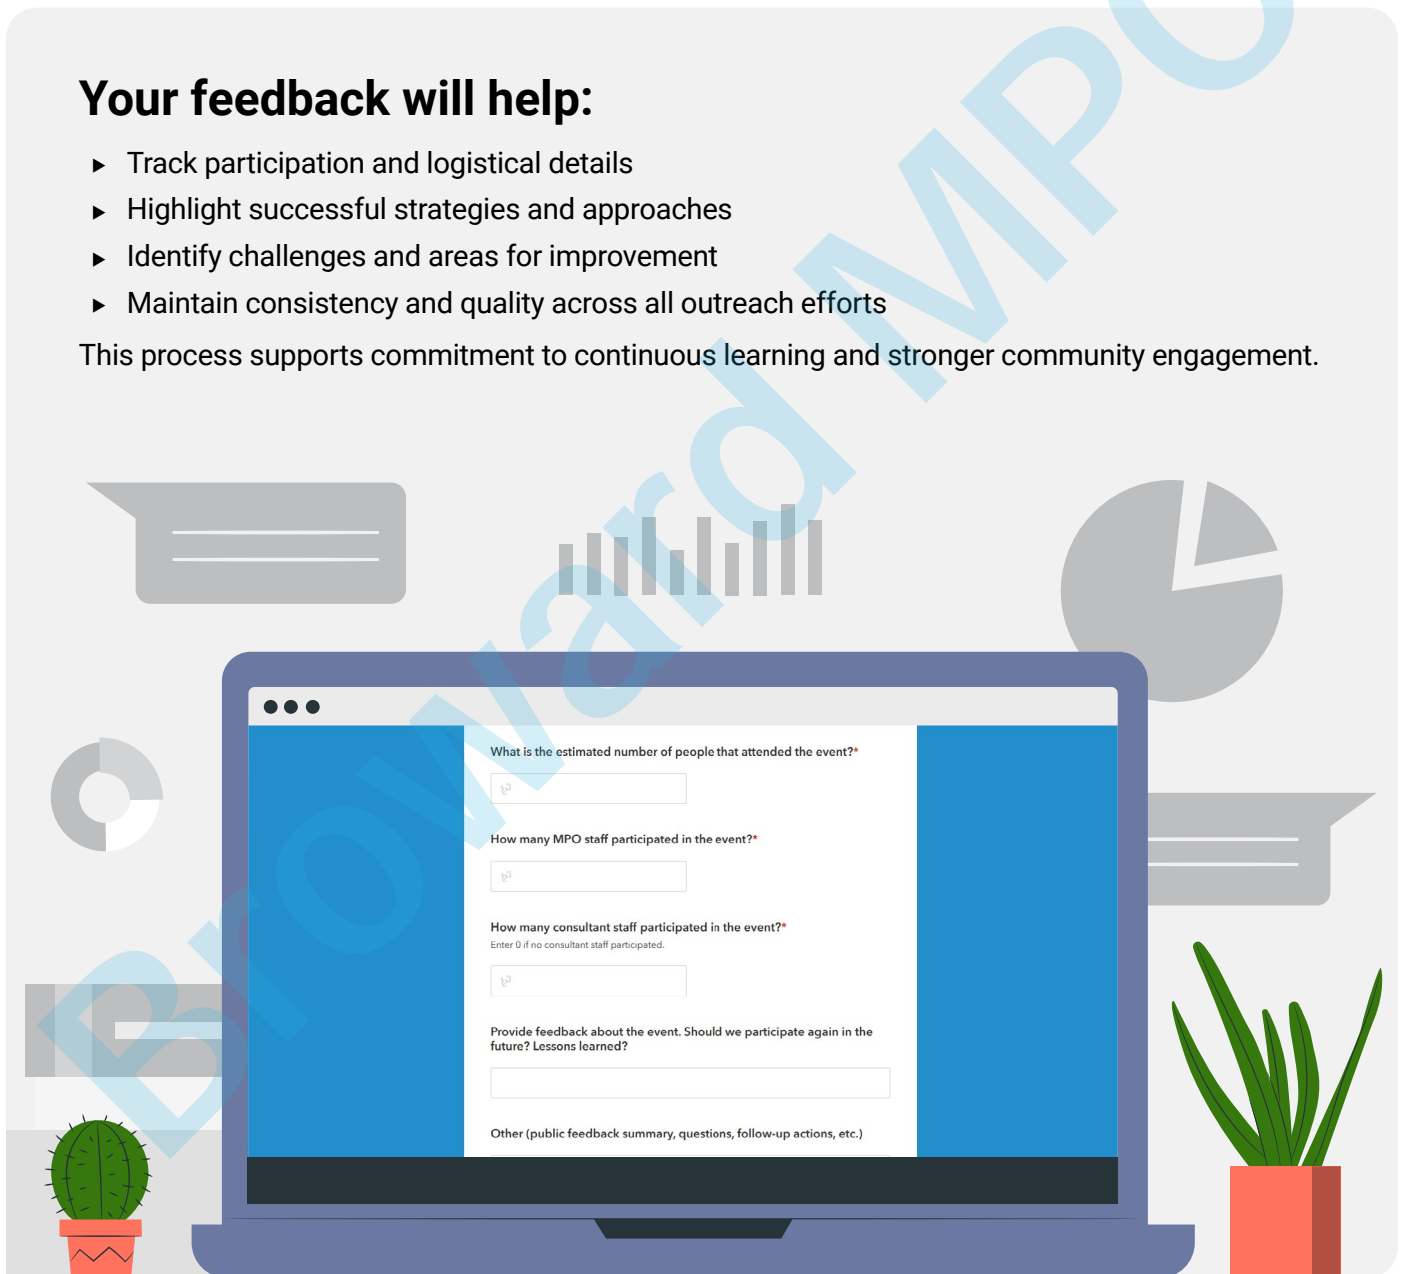 Your feedback will help:
▸ Track participation and logistical details
▸ Highlight successful strategies and approaches
▸ Identify challenges and areas for improvement
▸ Maintain consistency and quality across all outreach efforts
This process supports commitment to continuous learning and stronger community engagement.
What is the estimated number of people that attended the event?*
How many MPO staff participated in the event?*
How many consultant staff participated in the event?*
Enter 0 if no consultant staff participated.
Provide feedback about the event. Should we participate again in the
future? Lessons learned?
Other (public feedback summary, questions, follow-up actions, etc.)
Broward MPO